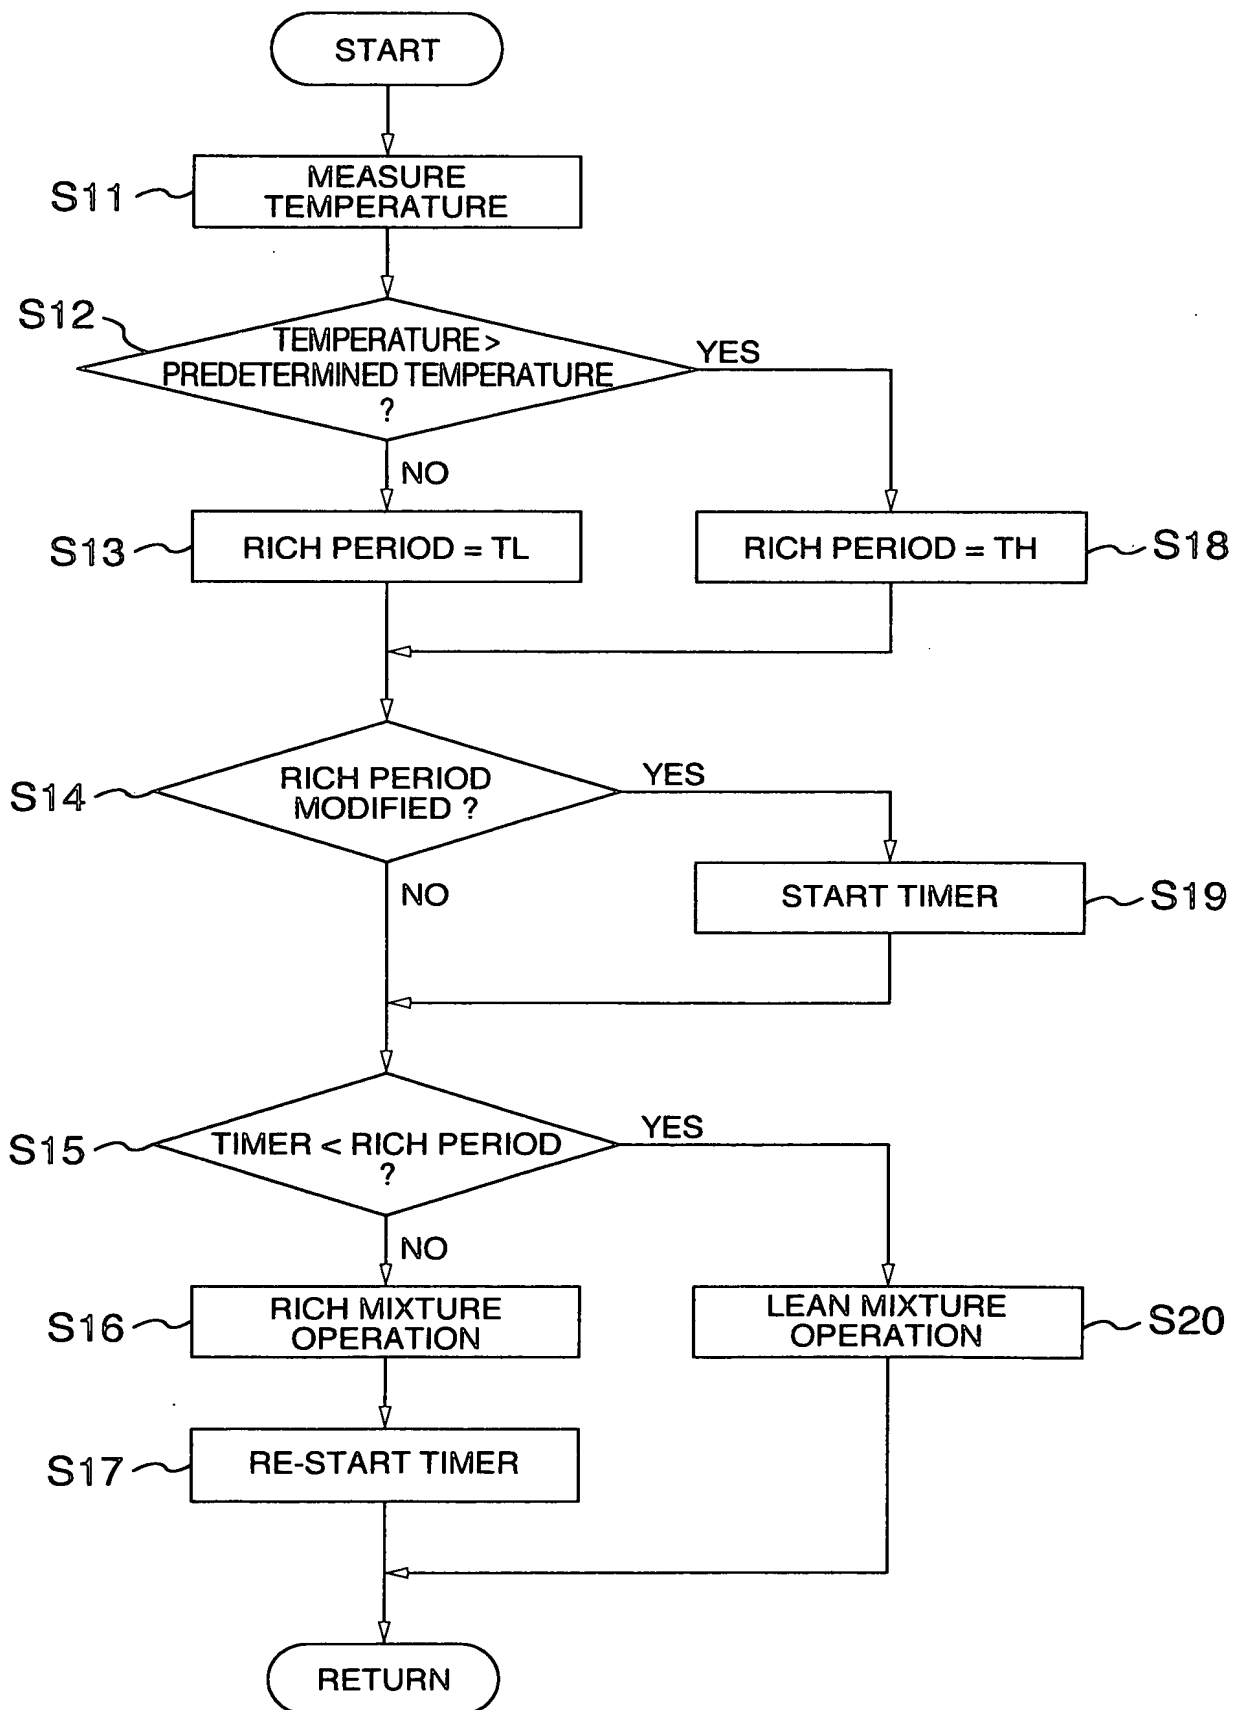 START
S11
MEASURE
TEMPERATURE
S12
TEMPERATURE >
PREDETERMINED TEMPERATURE
?
YES
NO
S13
RICH PERIOD = TL
RICH PERIOD = TH
S18
S14
RICH PERIOD
MODIFIED ?
YES
NO
START TIMER
S19
S15
TIMER < RICH PERIOD
?
YES
NO
S16
RICH MIXTURE
OPERATION
LEAN MIXTURE
OPERATION
S20
S17
RE-START TIMER
RETURN